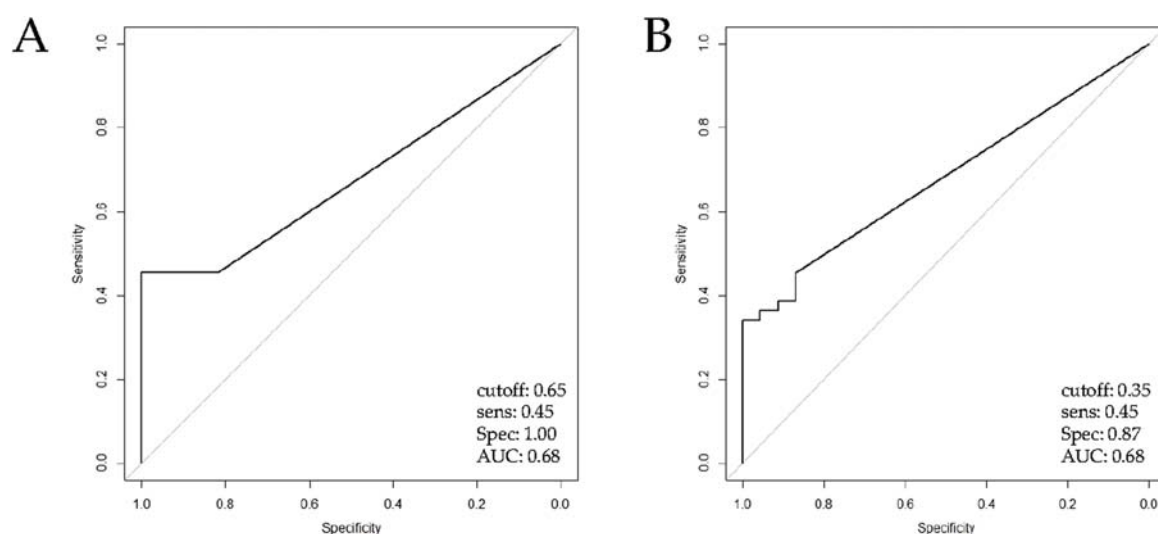 A
1.0
0.8
0.6
0.4
0.2
0.0
Sensitivity
cutoff: 0.65
sens: 0.45
Spec: 1.00
AUC: 0.68
1.0 0.8 0.6 0.4 0.2 0.0
Specificity
B
1.0
0.8
0.6
0.4
0.2
0.0
Sensitivity
cutoff: 0.35
sens: 0.45
Spec: 0.87
AUC: 0.68
1.0 0.8 0.6 0.4 0.2 0.0
Specificity